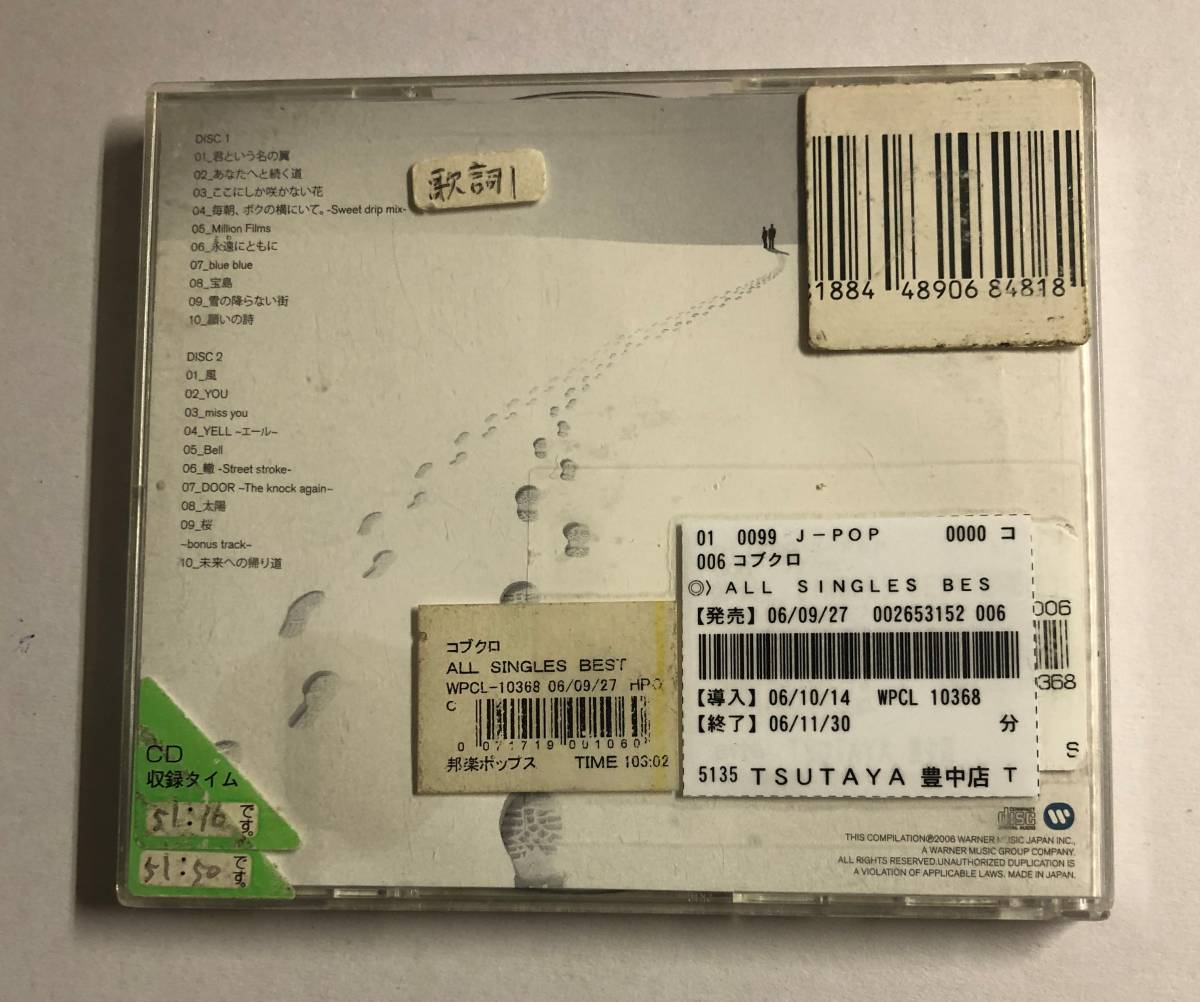 DISC 1
01_君という名の翼
02_あなたへと続く道
03_ここにしか咲かない花
04_毎朝、ボクの横にいて。-Sweet drip mix-
05_Million Films
とわ
06_永遠にともに
07_blue blue
08_宝島
09_雪の降らない街
10_願いの詩
DISC 2
01_風
02_YOU
03_miss you
04_YELL ~エール~
05_Bell
06_轍 -Street stroke-
07_DOOR ~The knock again~
08_太陽
09_桜
~bonus track~
10_未来への帰り道
歌詞1
1884 48906 84818
01 0099 J-POP 0000 コ
006 コブクロ
◎〉ALL SINGLES BES
【発売】06/09/27 002653152 006
【導入】06/10/14 WPCL 10368
【終了】06/11/30 分
5135 TSUTAYA 豊中店 T
006
368
S
コブクロ
ALL SINGLES BEST
WPCL-10368 06/09/27
C
0 071719 001060
邦楽ポップス TIME 103:02
CD
収録タイム
51:16 です。
51:50 です。
COMPACT
disc
DIGITAL AUDIO
THIS COMPILATION℗2006 WARNER MUSIC JAPAN INC.,
A WARNER MUSIC GROUP COMPANY.
ALL RIGHTS RESERVED.UNAUTHORIZED DUPLICATION IS
A VIOLATION OF APPLICABLE LAWS. MADE IN JAPAN.